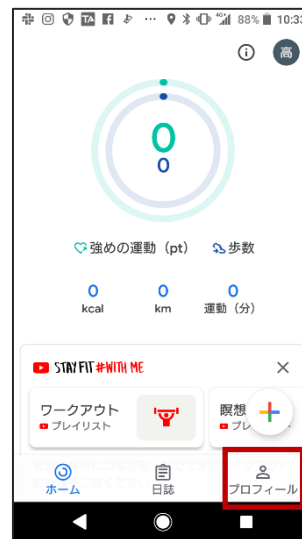 88% 10:33
高
0
0
強めの運動（pt） 歩数
0 0 0
kcal km 運動（分）
STAY FIT #WITH ME
ワークアウト 瞑想
プレイリスト プレ
ホーム 日誌 プロフィール